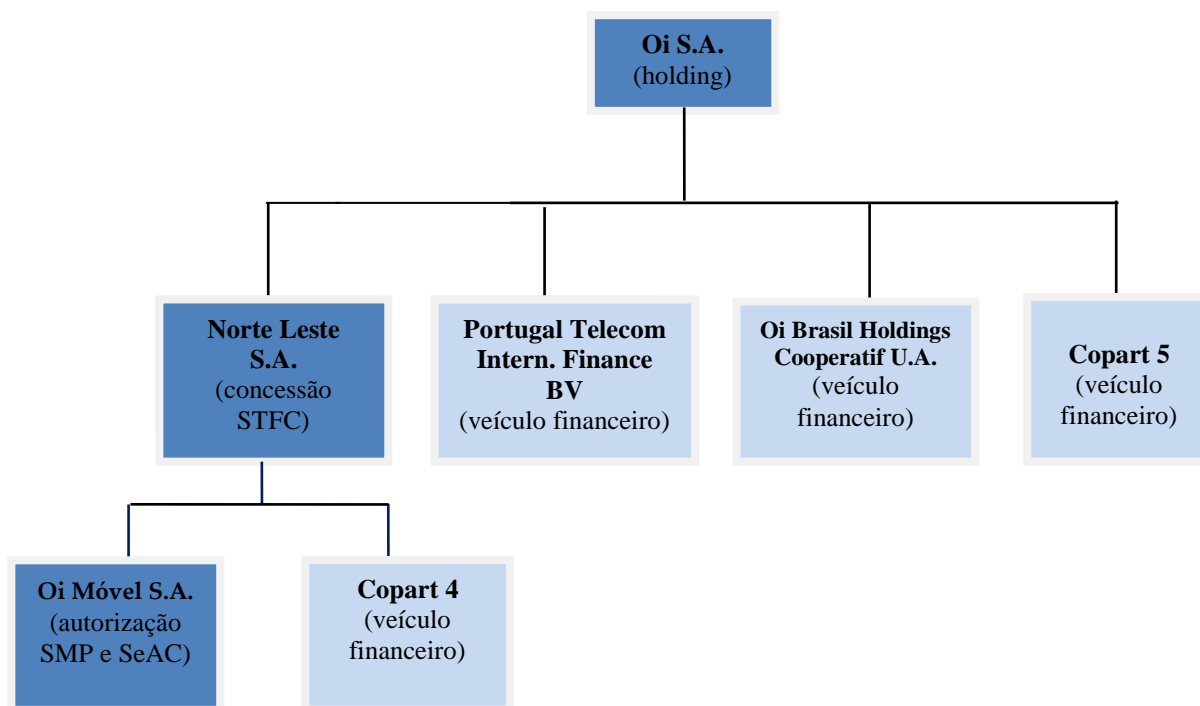 Oi S.A.
(holding)
Norte Leste
S.A.
(concessão
STFC)
Portugal Telecom
Intern. Finance
BV
(veículo financeiro)
Oi Brasil Holdings
Cooperatif U.A.
(veículo
financeiro)
Copart 5
(veículo
financeiro)
Oi Móvel S.A.
(autorização
SMP e SeAC)
Copart 4
(veículo
financeiro)